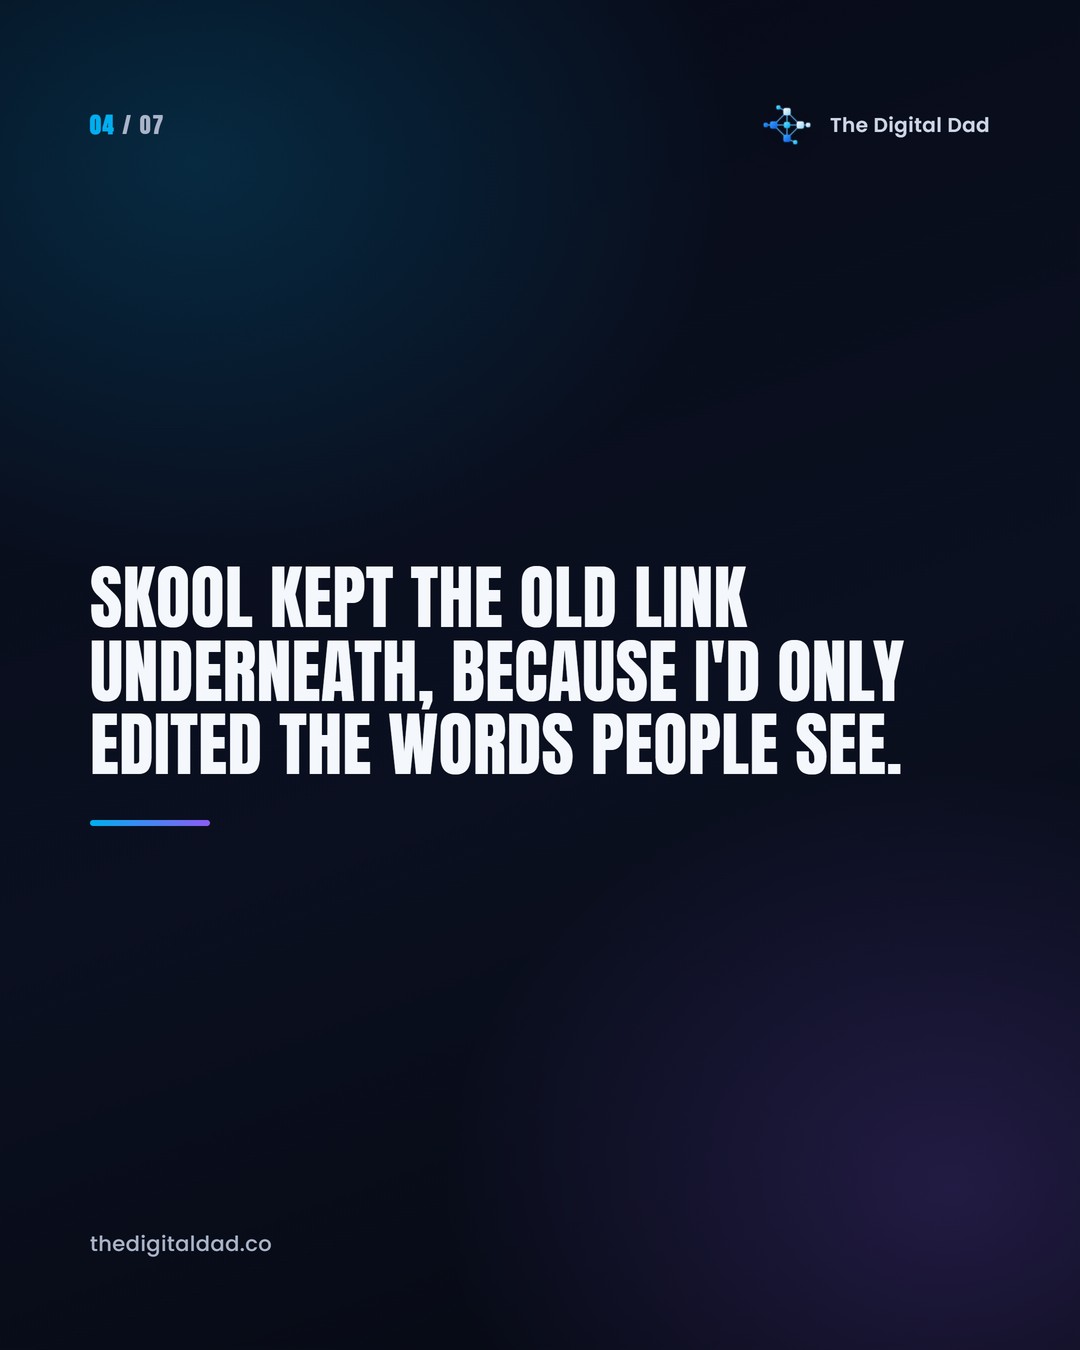 04 / 07
The Digital Dad
SKOOL KEPT THE OLD LINK
UNDERNEATH, BECAUSE I'D ONLY
EDITED THE WORDS PEOPLE SEE.
thedigitaldad.co